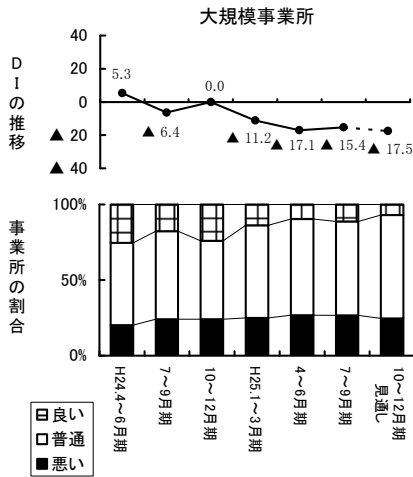 大規模事業所
DIの推移
40
20
0
▲ 20
▲ 40
5.3
▲ 6.4
0.0
▲ 11.2
▲ 17.1
▲ 15.4
▲ 17.5
事業所の割合
100%
50%
0%
H24.4～6月期
7～9月期
10～12月期
H25.1～3月期
4～6月期
7～9月期
10～12月期
見通し
良い
普通
悪い